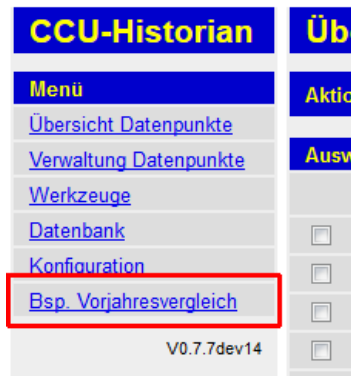 CCU-Historian
Menü
Übersicht Datenpunkte
Verwaltung Datenpunkte
Werkzeuge
Datenbank
Konfiguration
Bsp. Vorjahresvergleich
V0.7.7dev14